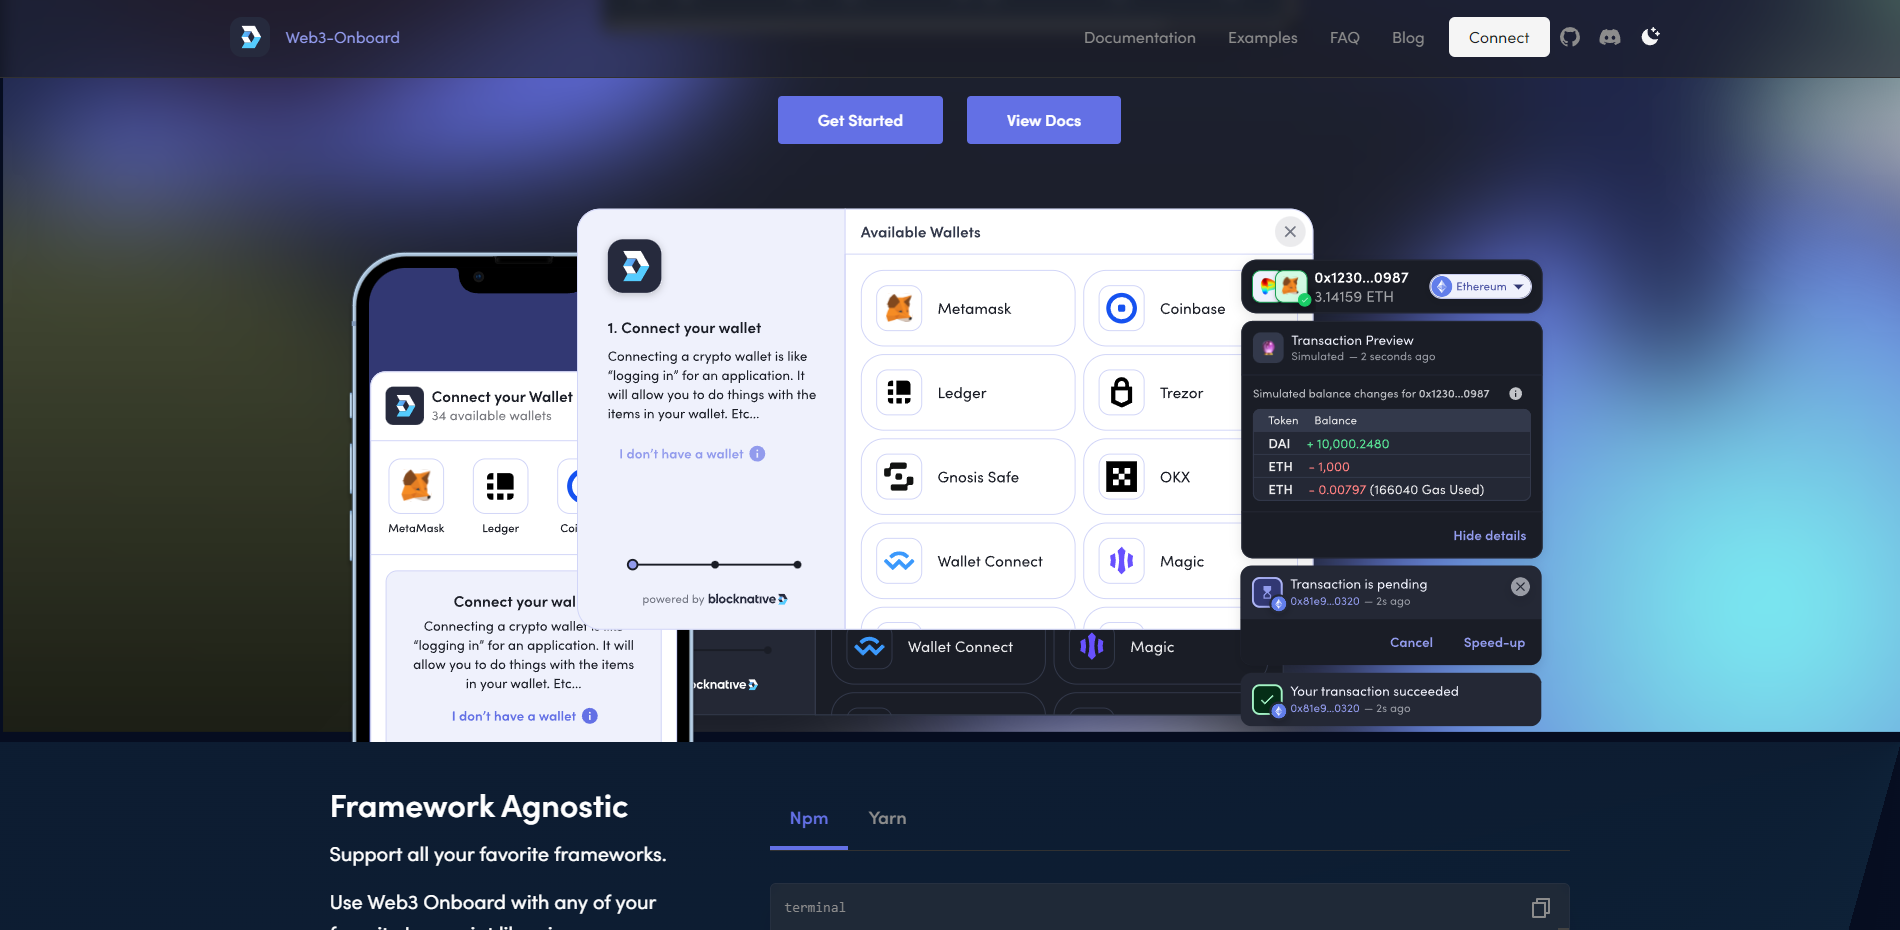 Web3-Onboard
Documentation
Examples
FAQ
Blog
Connect
Get Started
View Docs
1. Connect your wallet
Connecting a crypto wallet is like
“logging in” for an application. It
will allow you to do things with the
items in your wallet. Etc...
I don’t have a wallet
powered by blocknative
Available Wallets
Metamask
Coinbase
Ledger
Trezor
Gnosis Safe
OKX
Wallet Connect
Magic
Connect your Wallet
34 available wallets
MetaMask
Ledger
Coi
Connect your wal
Connecting a crypto wallet
“logging in” for an application. It will
allow you to do things with the items
in your wallet. Etc...
I don’t have a wallet
ocknative
Wallet Connect
Magic
0x1230...0987
3.14159 ETH
Ethereum
Transaction Preview
Simulated — 2 seconds ago
Simulated balance changes for 0x1230...0987
Token Balance
DAI + 10,000.2480
ETH - 1,000
ETH - 0.00797 (166040 Gas Used)
Hide details
Transaction is pending
0x81e9...0320 — 2s ago
Cancel Speed-up
Your transaction succeeded
0x81e9...0320 — 2s ago
Framework Agnostic
Support all your favorite frameworks.
Use Web3 Onboard with any of your
Npm
Yarn
terminal